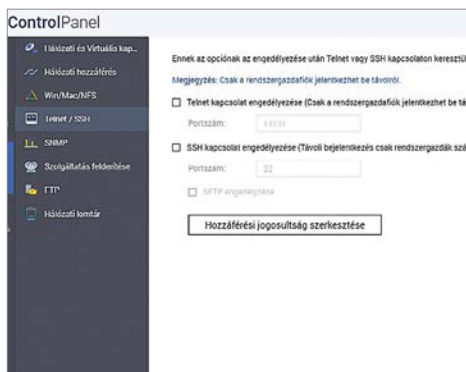 ControlPanel
Hálózati és Virtuális kap...
Hálózati hozzáférés
Win/Mac/NFS
Telnet / SSH
SNMP
Szolgáltatás felderítése
FTP
Hálózati lomtár
Ennek az opciónak az engedélyezése után Telnet vagy SSH kapcsolaton keresztül
Megjegyzés: Csak a rendszergazdafiók jelentkezhet be távolról.
Telnet kapcsolat engedélyezése (Csak a rendszergazdafiók jelentkezhet be tá
Portszám:
13131
SSH kapcsolat engedélyezése (Távoli bejelentkezés csak rendszergazdák szá
Portszám:
22
SFTP engedélyzése
Hozzáférési jogosultság szerkesztése